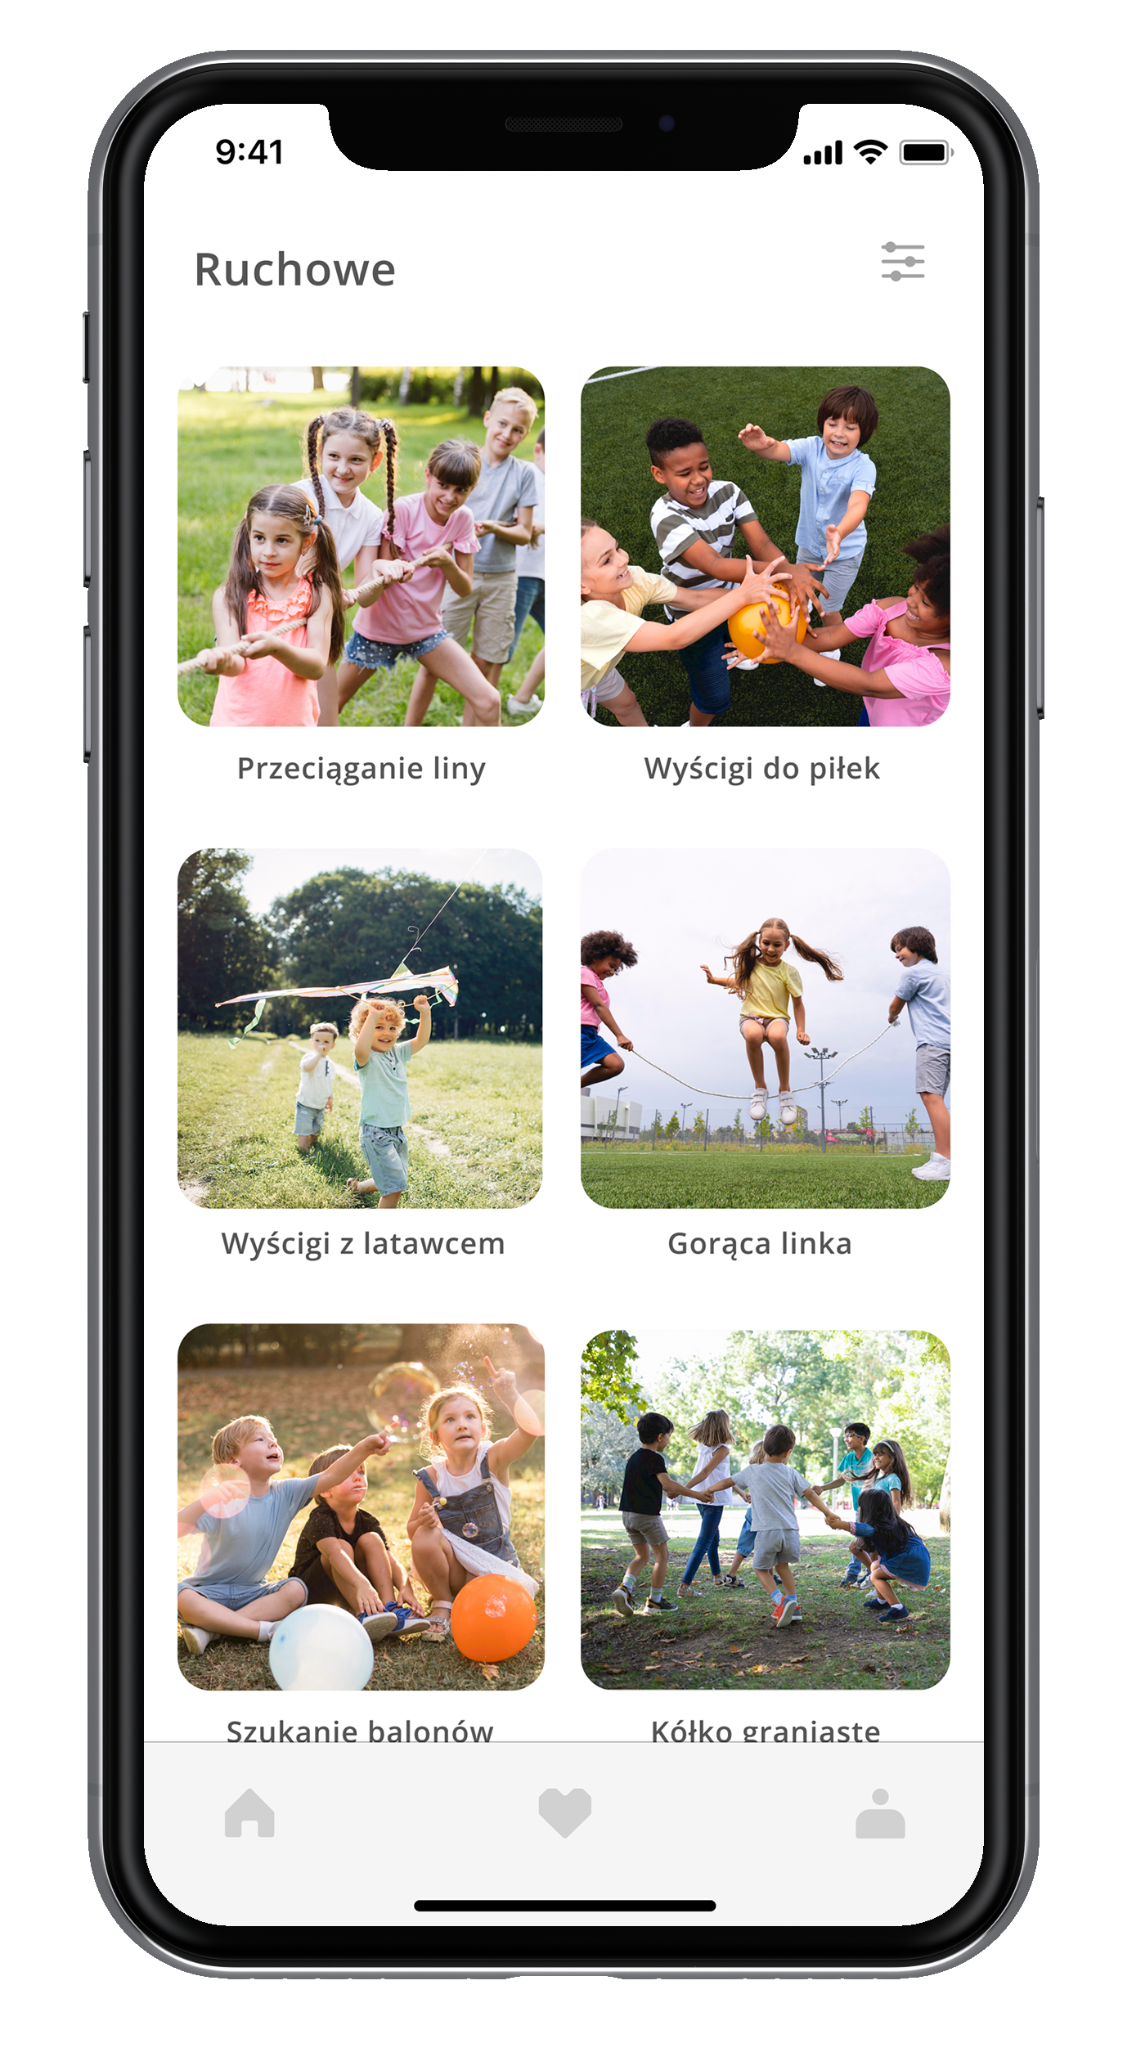 9:41
Ruchowe
Przeciąganie liny
Wyścigi do piłek
Wyścigi z latawcem
Gorąca linka
Szukanie balonów
Kółko graniaste